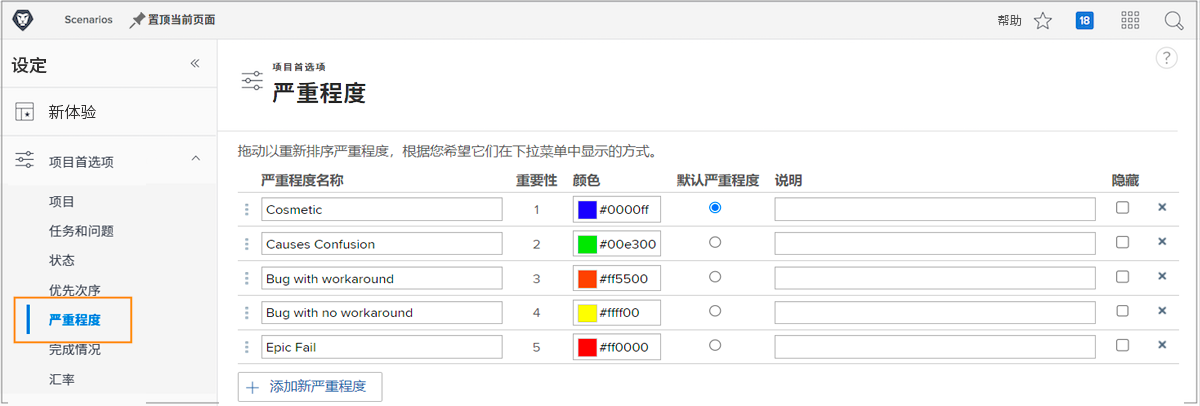 Scenarios 置顶当前页面 帮助 18
设定 «
新体验
项目首选项
项目
任务和问题
状态
优先次序
严重程度
完成情况
汇率
?
项目首选项
严重程度
拖动以重新排序严重程度，根据您希望它们在下拉菜单中显示的方式。
严重程度名称 重要性 颜色 默认严重程度 说明 隐藏
Cosmetic 1 #0000ff
Causes Confusion 2 #00e300
Bug with workaround 3 #ff5500
Bug with no workaround 4 #ffff00
Epic Fail 5 #ff0000
添加新严重程度